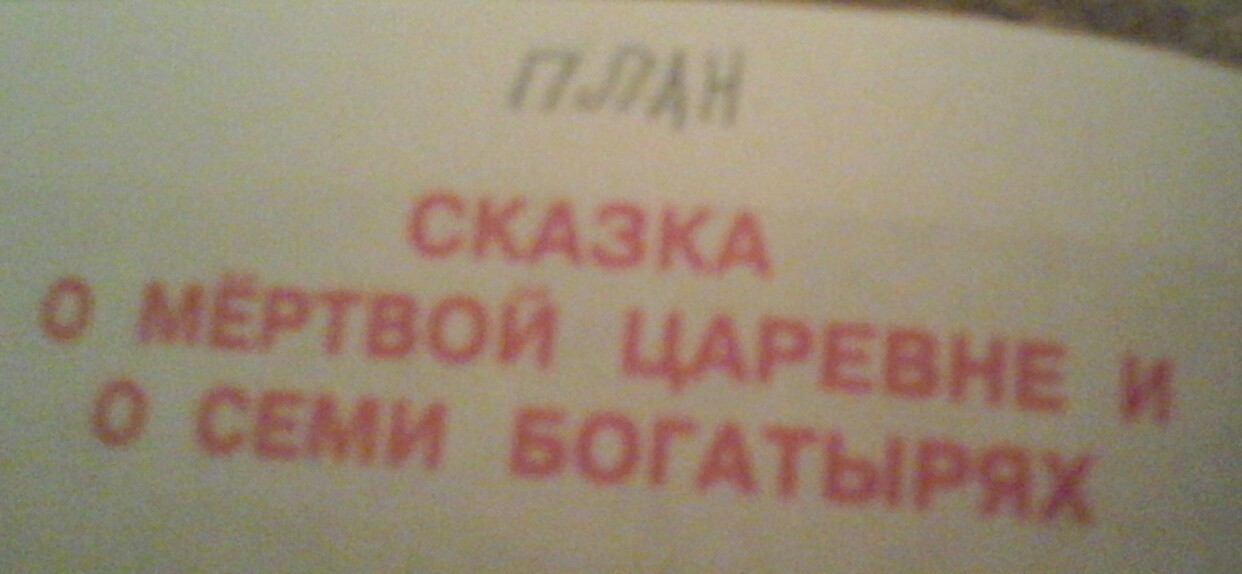 ПЛАН
СКАЗКА
О МЁРТВОЙ ЦАРЕВНЕ И
О СЕМИ БОГАТЫРЯХ